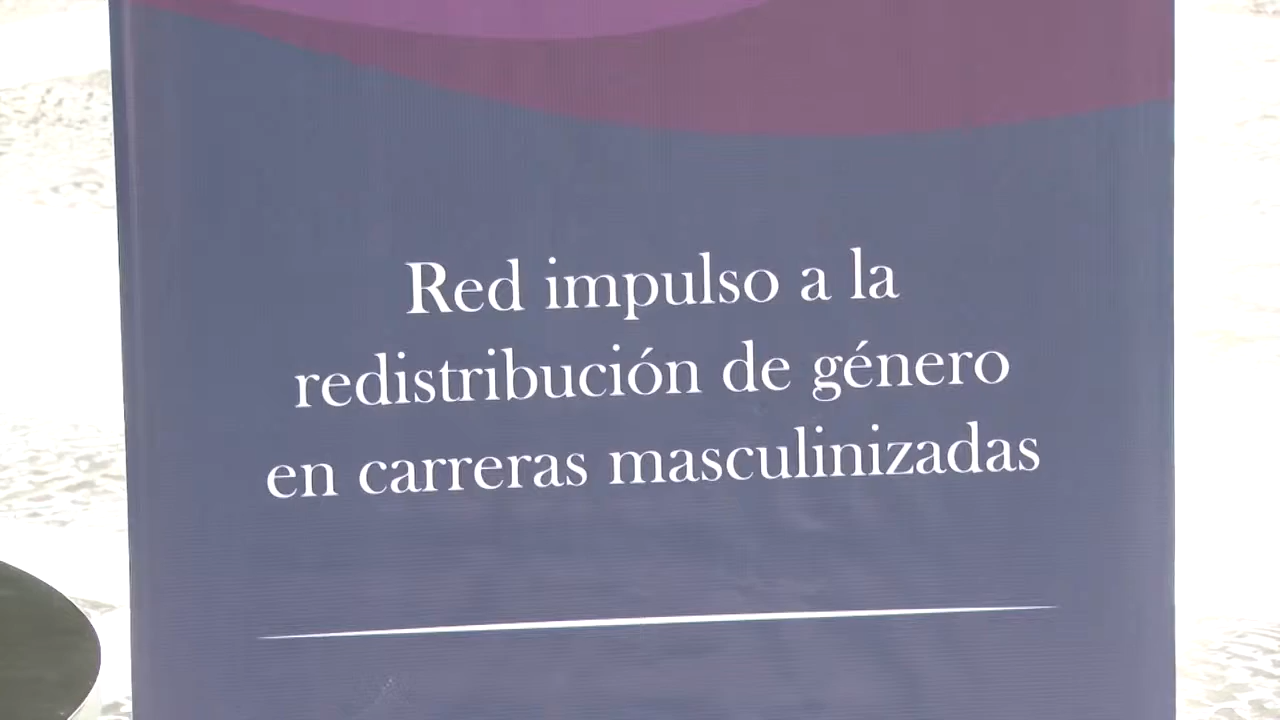 Red impulso a la
redistribución de género
en carreras masculinizadas